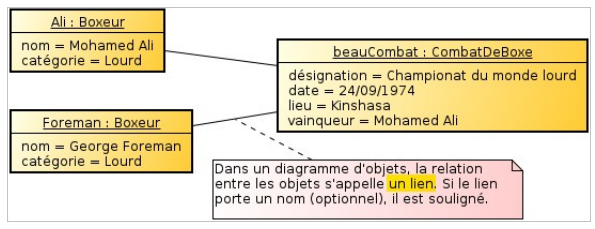 Ali : Boxeur
nom = Mohamed Ali
catégorie = Lourd
beauCombat : CombatDeBoxe
désignation = Championat du monde lourd
date = 24/09/1974
lieu = Kinshasa
vainqueur = Mohamed Ali
Foreman : Boxeur
nom = George Foreman
catégorie = Lourd
Dans un diagramme d'objets, la relation
entre les objets s'appelle un lien. Si le lien
porte un nom (optionnel), il est souligné.